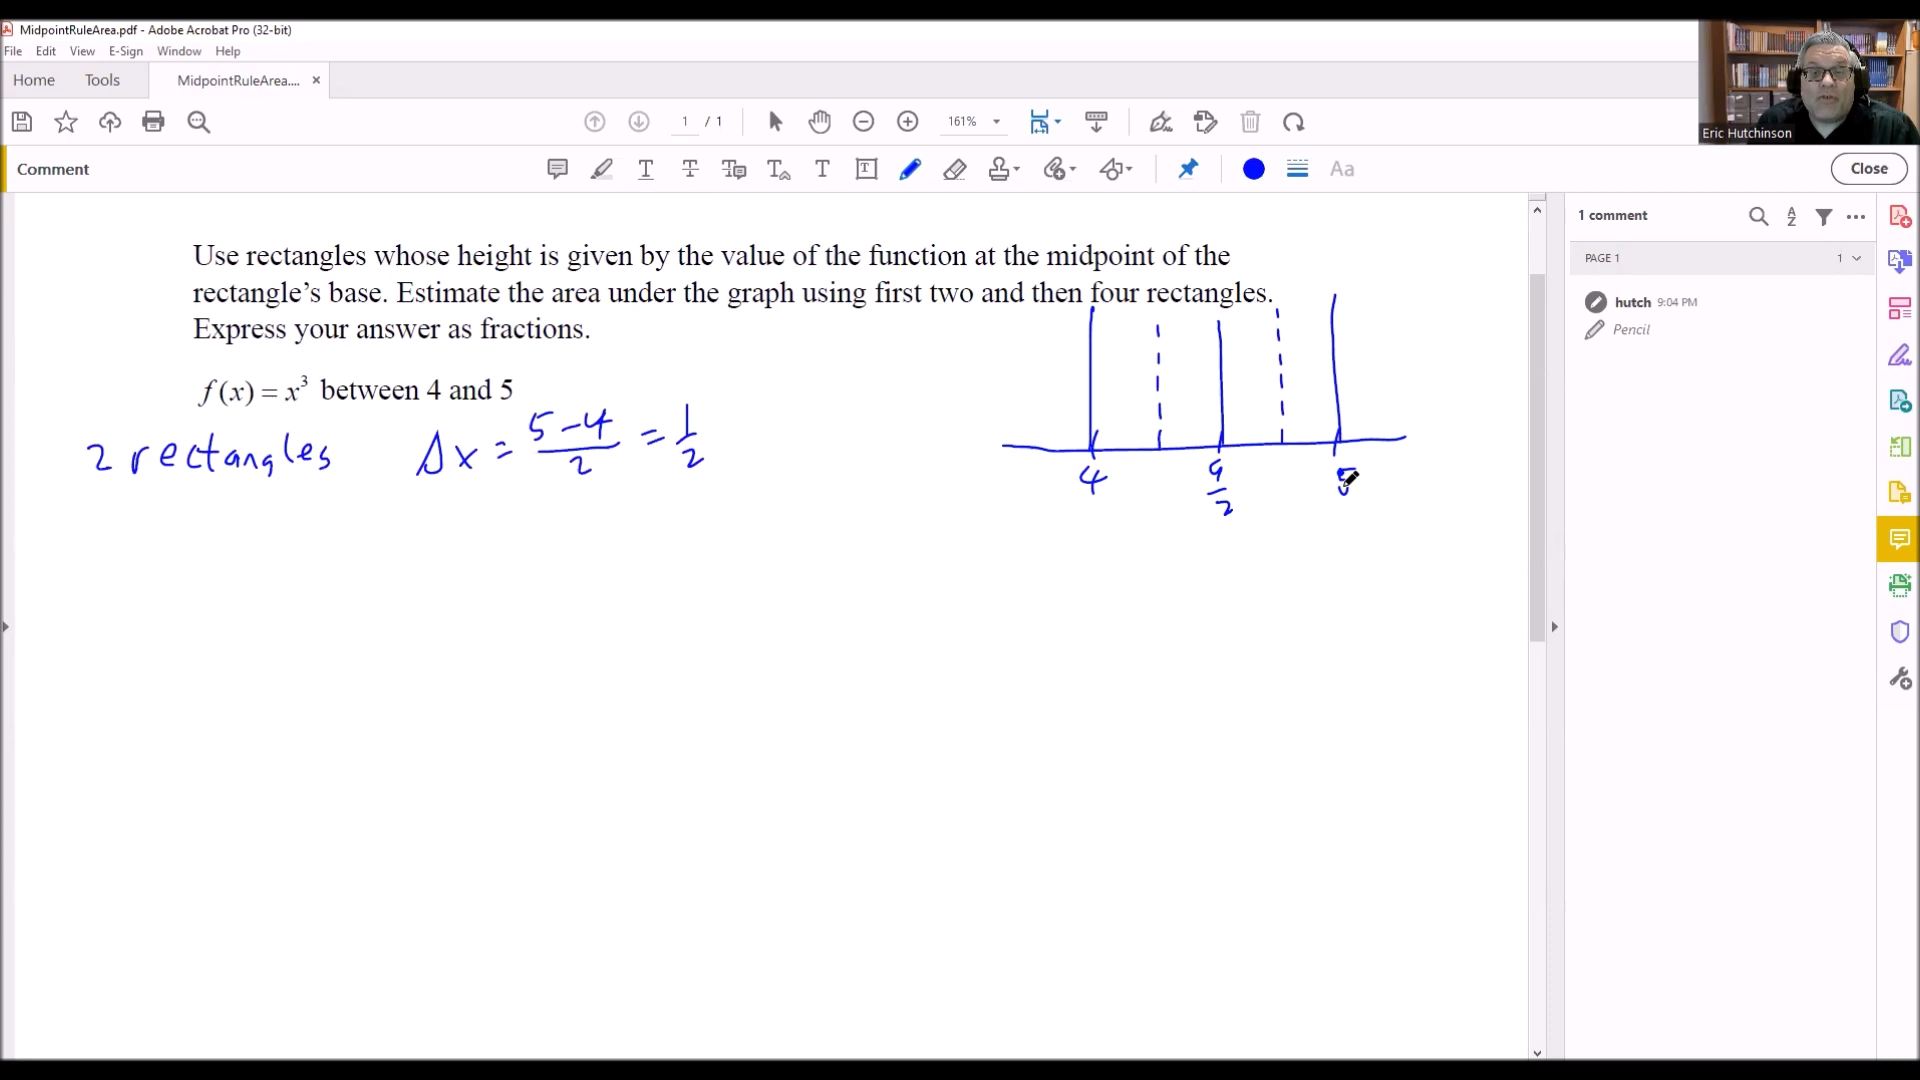 MidpointRuleArea.pdf - Adobe Acrobat Pro (32-bit)
File Edit View E-Sign Window Help
Home Tools MidpointRuleArea.... ×
1 / 1 161%
Eric Hutchinson
Comment Aa Close
1 comment
PAGE 1 1
hutch 9:04 PM
Pencil
Use rectangles whose height is given by the value of the function at the midpoint of the
rectangle’s base. Estimate the area under the graph using first two and then four rectangles.
Express your answer as fractions.
f(x) = x³ between 4 and 5
2 rectangles Δx = (5-4)/2 = 1/2
4 9/2 5